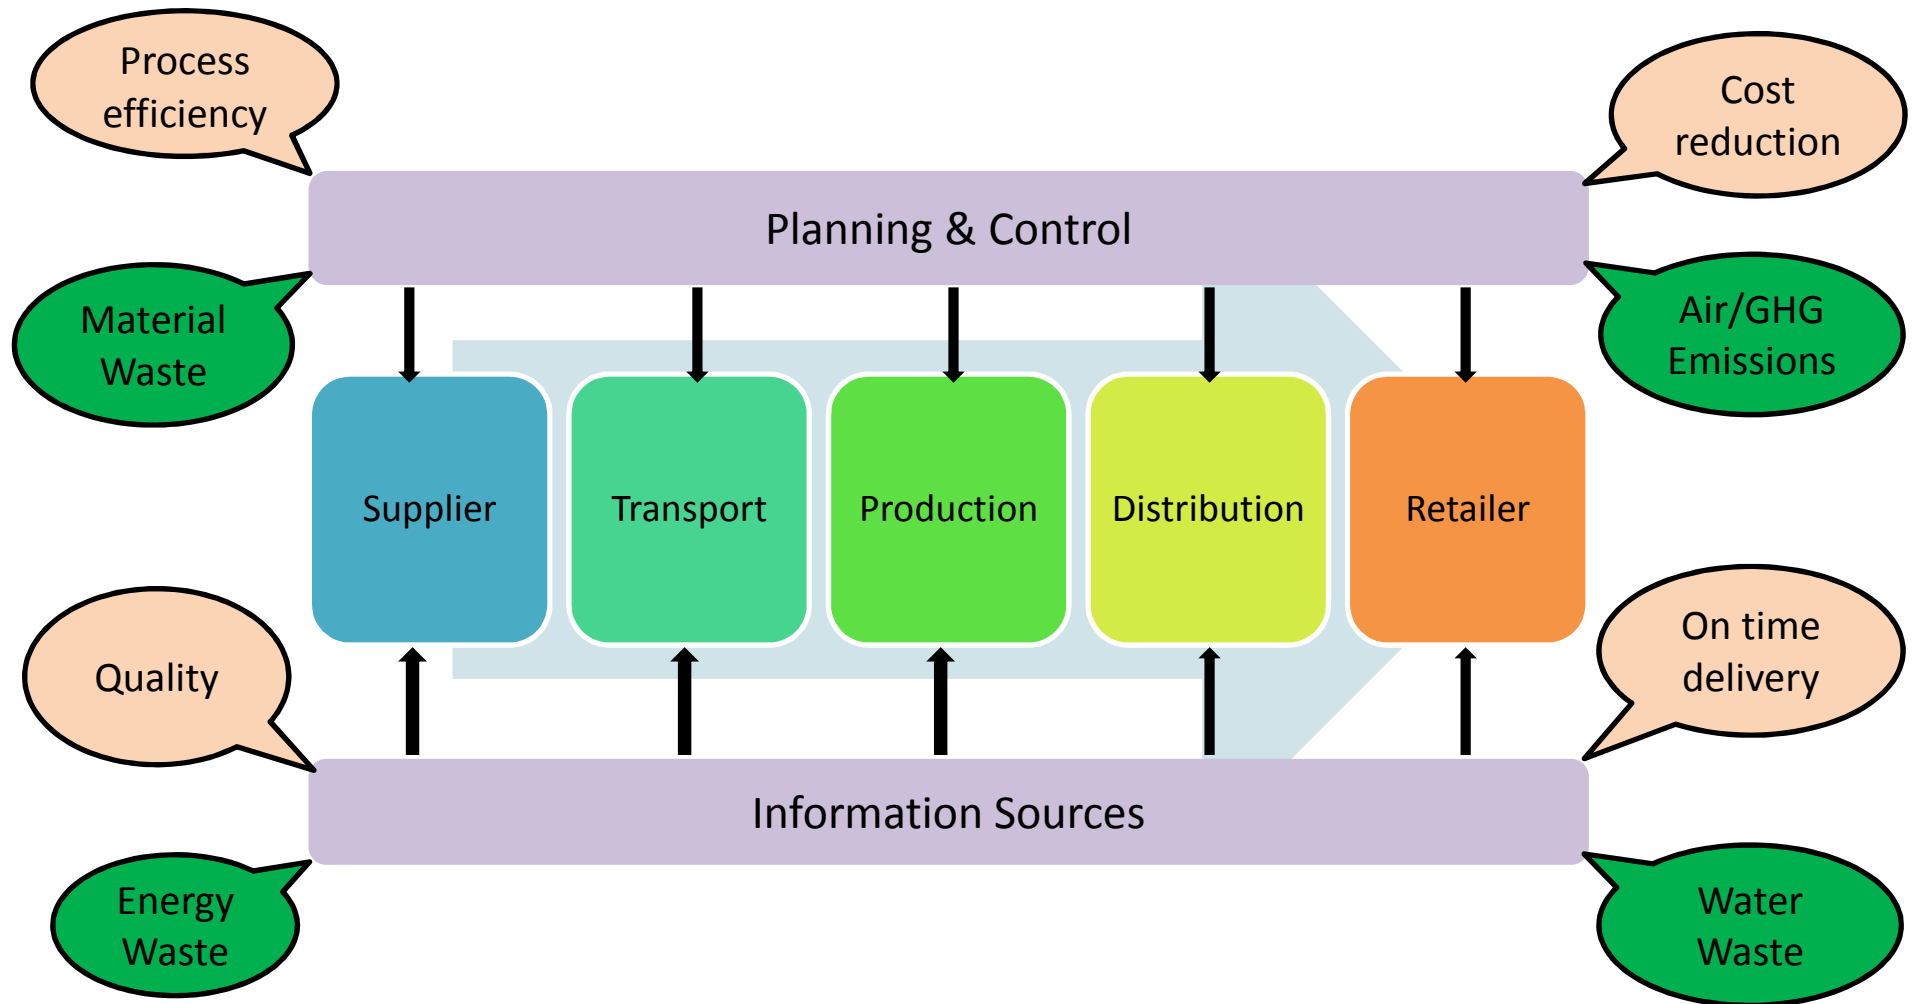 Process
efficiency
Cost
reduction
Planning & Control
Material
Waste
Air/GHG
Emissions
Supplier
Transport
Production
Distribution
Retailer
Quality
On time
delivery
Information Sources
Energy
Waste
Water
Waste